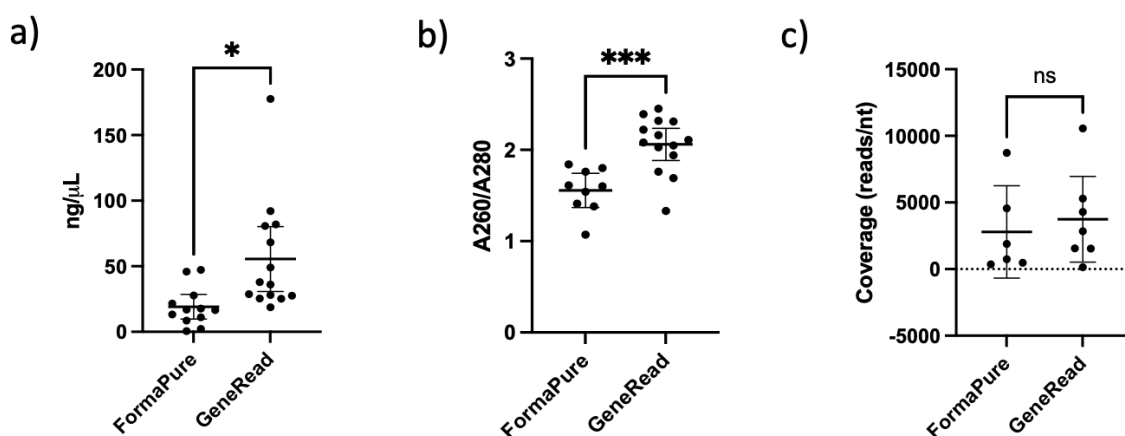 a)
*
200
150
100
50
0
ng/μL
FormaPure
GeneRead
b)
***
3
2
1
0
A260/A280
FormaPure
GeneRead
c)
ns
15000
10000
5000
0
-5000
Coverage (reads/nt)
FormaPure
GeneRead